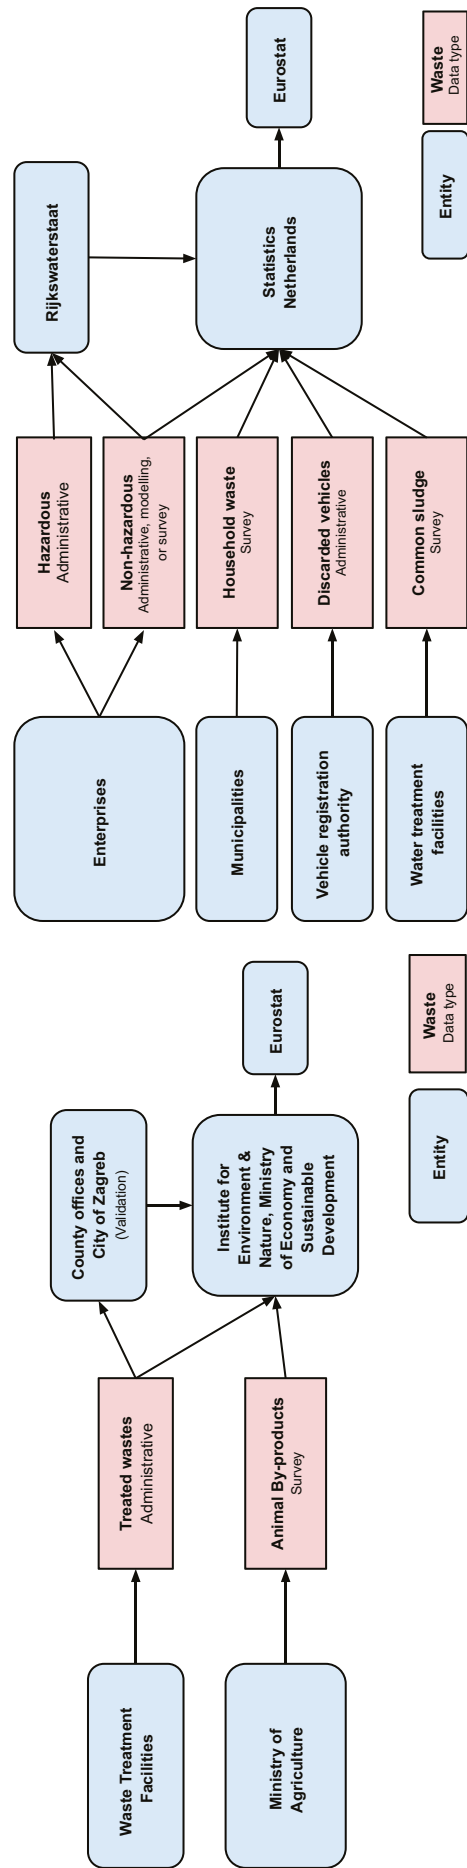 Waste Treatment
Facilities
Ministry of
Agriculture
Treated wastes
Administrative
Animal By-products
Survey
County offices and
City of Zagreb
(Validation)
Institute for
Environment &
Nature, Ministry
of Economy and
Sustainable
Development
Eurostat
Entity
Waste
Data type
Enterprises
Municipalities
Vehicle registration
authority
Water treatment
facilities
Hazardous
Administrative
Non-hazardous
Administrative, modelling,
or survey
Household waste
Survey
Discarded vehicles
Administrative
Common sludge
Survey
Rijkswaterstaat
Statistics
Netherlands
Eurostat
Entity
Waste
Data type